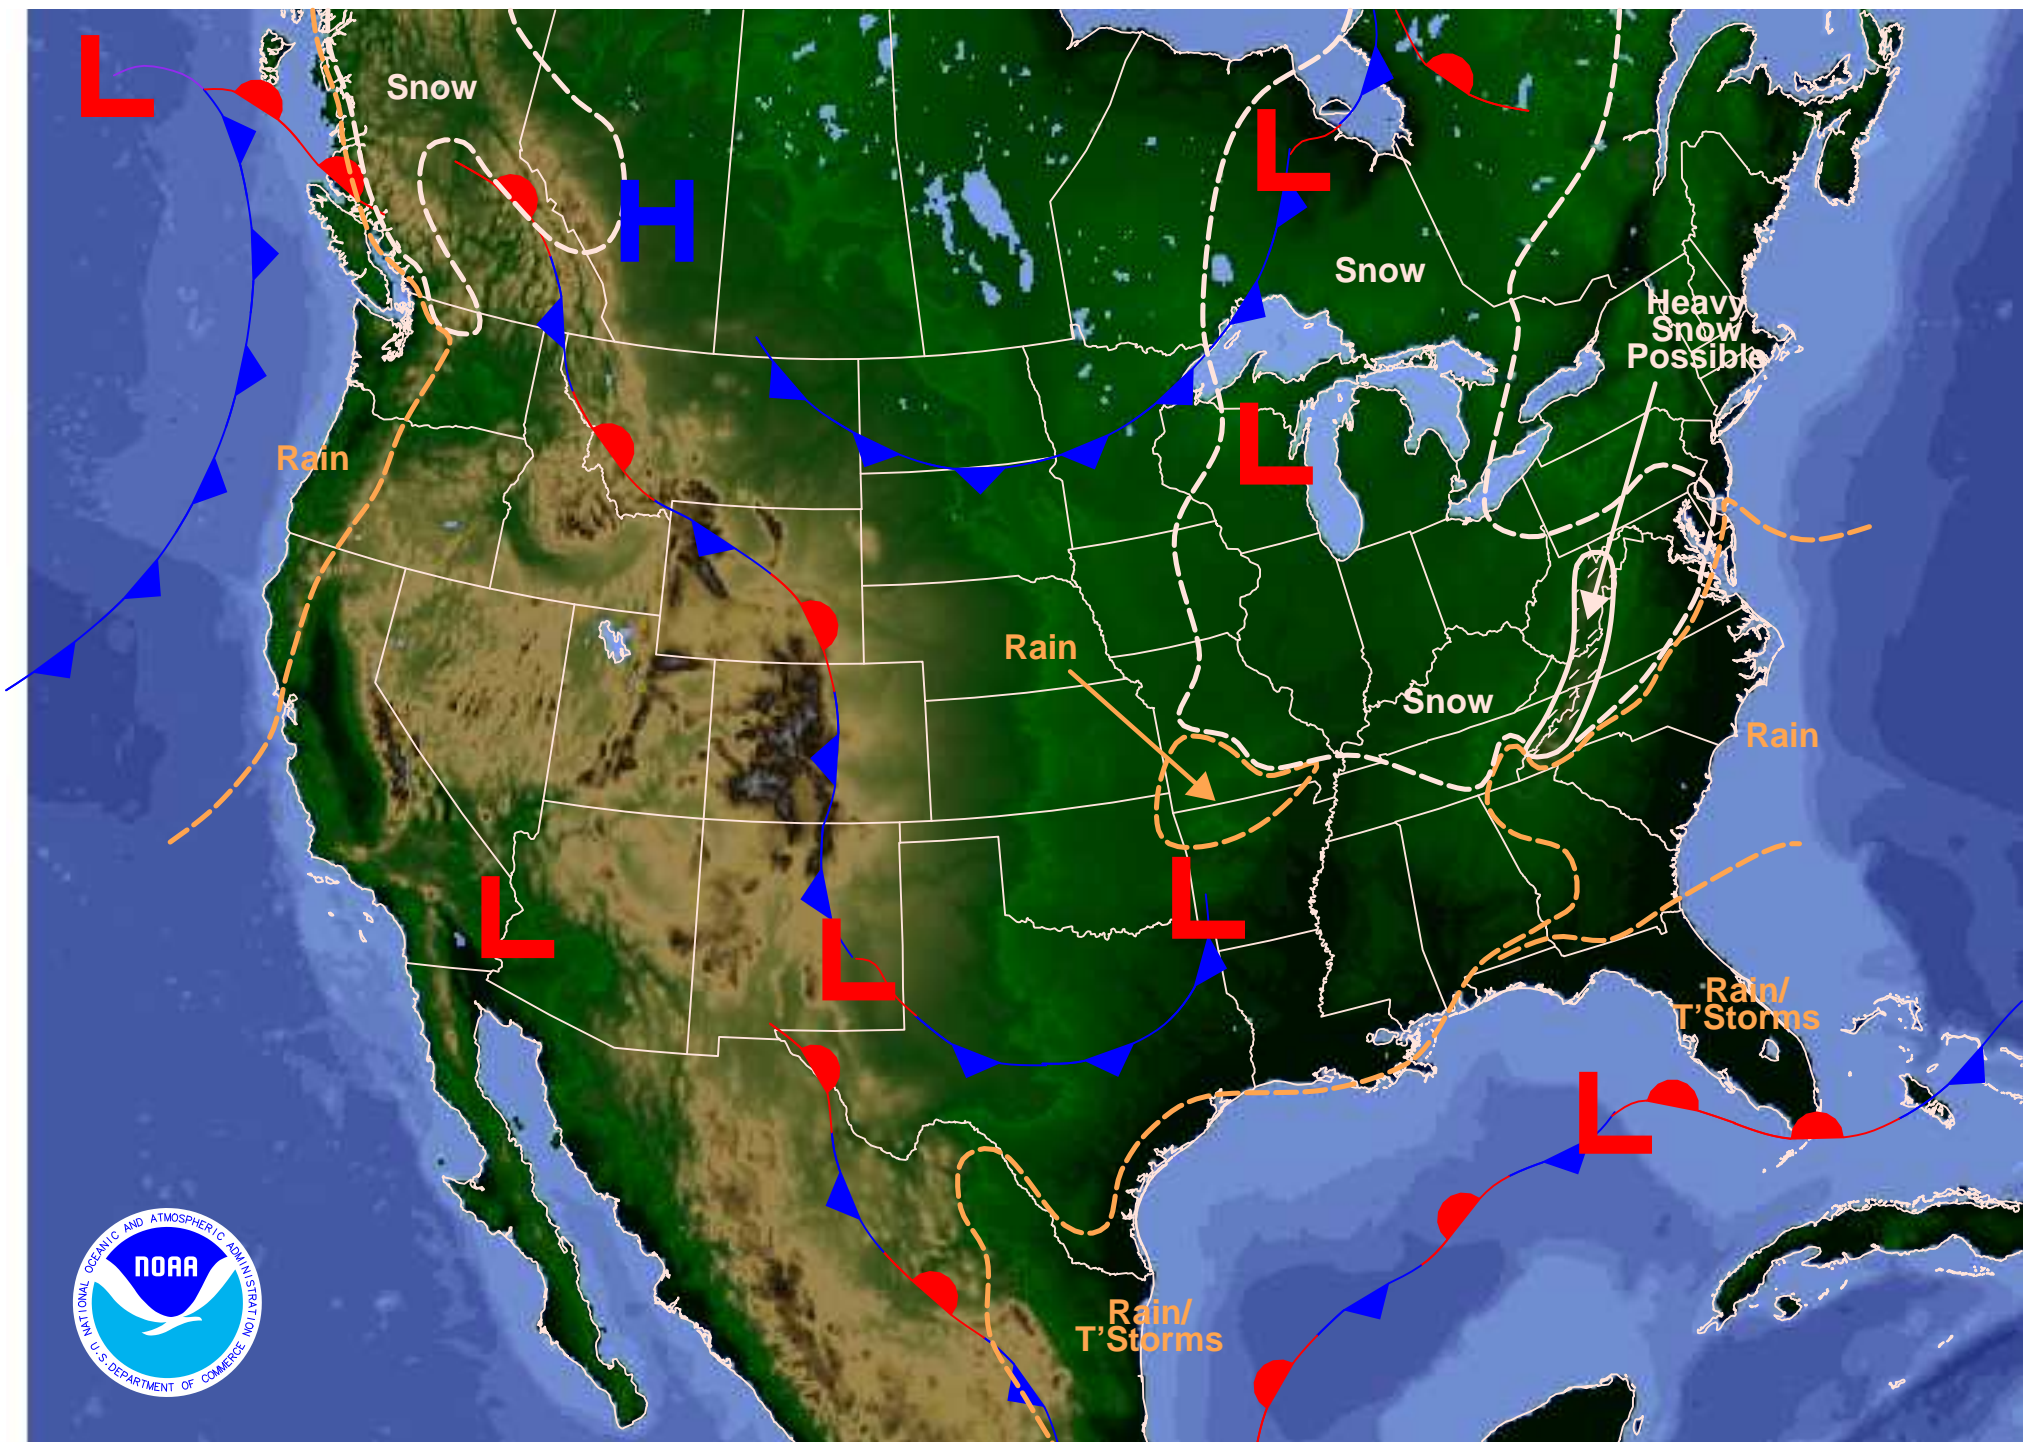 L
Snow
L
H
Snow
Heavy
Snow
Possible
L
Rain
Rain
Snow
Rain
L
L
L
Rain/
T'Storms
L
NATIONAL OCEANIC AND ATMOSPHERIC ADMINISTRATION
NOAA
U.S. DEPARTMENT OF COMMERCE
Rain/
T'Storms